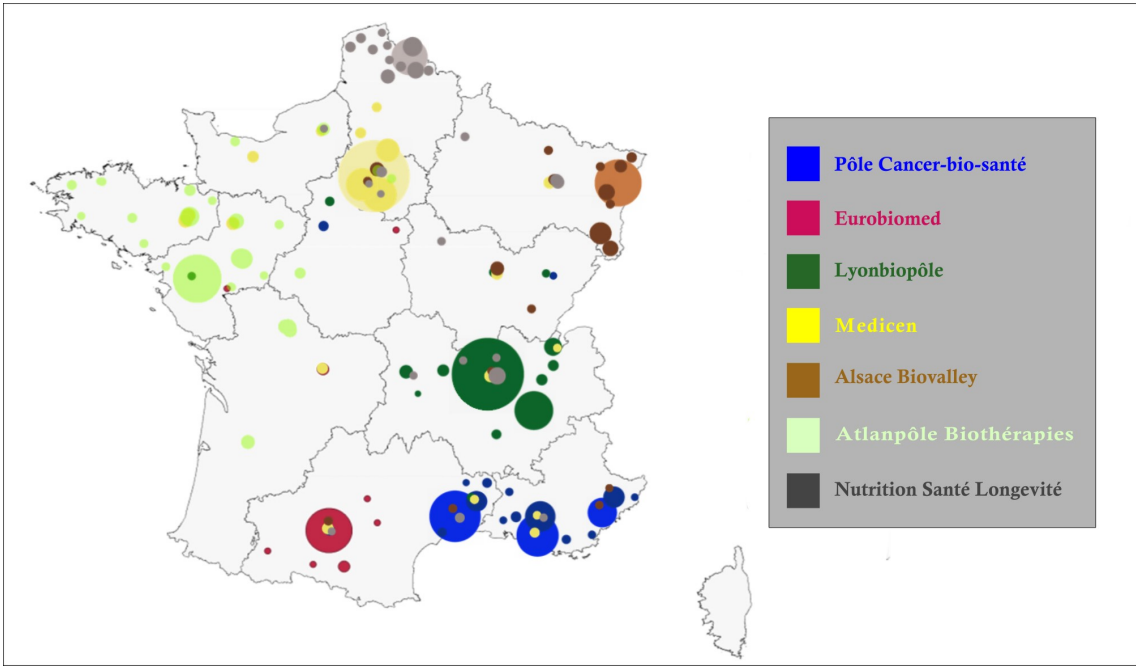 Pôle Cancer-bio-santé
Eurobiomed
Lyonbiopôle
Medicen
Alsace Biovalley
Atlanpôle Biothérapies
Nutrition Santé Longevité